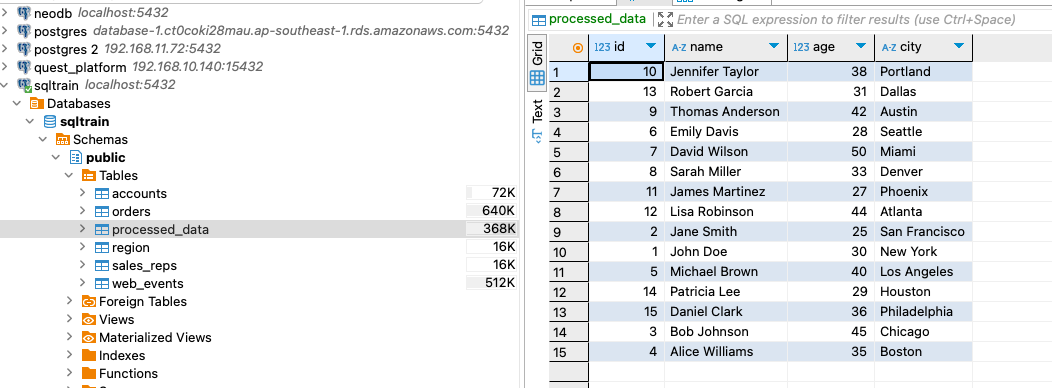 neodb localhost:5432
postgres database-1.ct0coki28mau.ap-southeast-1.rds.amazonaws.com:5432
postgres 2 192.168.11.72:5432
quest_platform 192.168.10.140:15432
sqltrain localhost:5432
Databases
sqltrain
Schemas
public
Tables
accounts 72K
orders 640K
processed_data 368K
region 16K
sales_reps 16K
web_events 512K
Foreign Tables
Views
Materialized Views
Indexes
Functions
processed_data Enter a SQL expression to filter results (use Ctrl+Space)
Grid
Text
123 id A-Z name 123 age A-Z city
1 10 Jennifer Taylor 38 Portland
2 13 Robert Garcia 31 Dallas
3 9 Thomas Anderson 42 Austin
4 6 Emily Davis 28 Seattle
5 7 David Wilson 50 Miami
6 8 Sarah Miller 33 Denver
7 11 James Martinez 27 Phoenix
8 12 Lisa Robinson 44 Atlanta
9 2 Jane Smith 25 San Francisco
10 1 John Doe 30 New York
11 5 Michael Brown 40 Los Angeles
12 14 Patricia Lee 29 Houston
13 15 Daniel Clark 36 Philadelphia
14 3 Bob Johnson 45 Chicago
15 4 Alice Williams 35 Boston